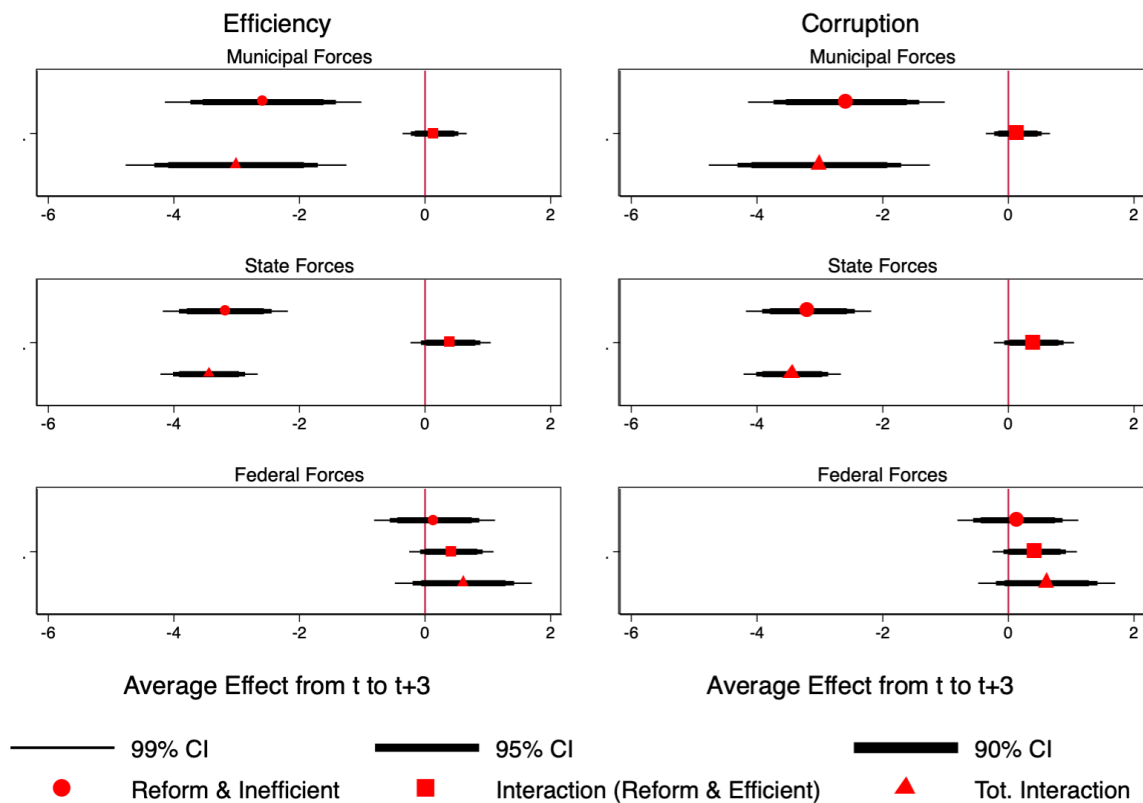 Efficiency Corruption
Municipal Forces Municipal Forces
-6 -4 -2 0 2 -6 -4 -2 0 2
State Forces State Forces
-6 -4 -2 0 2 -6 -4 -2 0 2
Federal Forces Federal Forces
-6 -4 -2 0 2 -6 -4 -2 0 2
Average Effect from t to t+3 Average Effect from t to t+3
99% CI 95% CI 90% CI
Reform & Inefficient Interaction (Reform & Efficient) Tot. Interaction